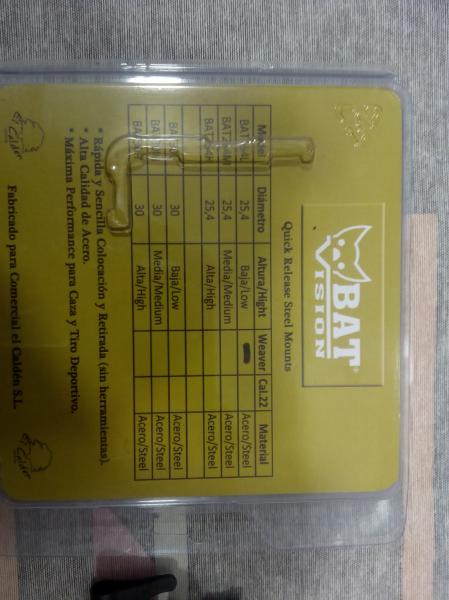 BAT®
VISION
Quick Release Steel Mounts
Diámetro Altura/Hight Weaver Cal.22 Material
25,4 Baja/Low Acero/Steel
25,4 Media/Medium Acero/Steel
25,4 Alta/High Acero/Steel
30 Baja/Low Acero/Steel
30 Media/Medium Acero/Steel
30 Alta/High Acero/Steel
* Rápida y Sencilla Colocación y Retirada (sin herramientas).
* Alta Calidad de Acero.
* Máxima Performance para Caza y Tiro Deportivo.
Caldén
Fabricado para Comercial el Caldén S.L.
Caldén